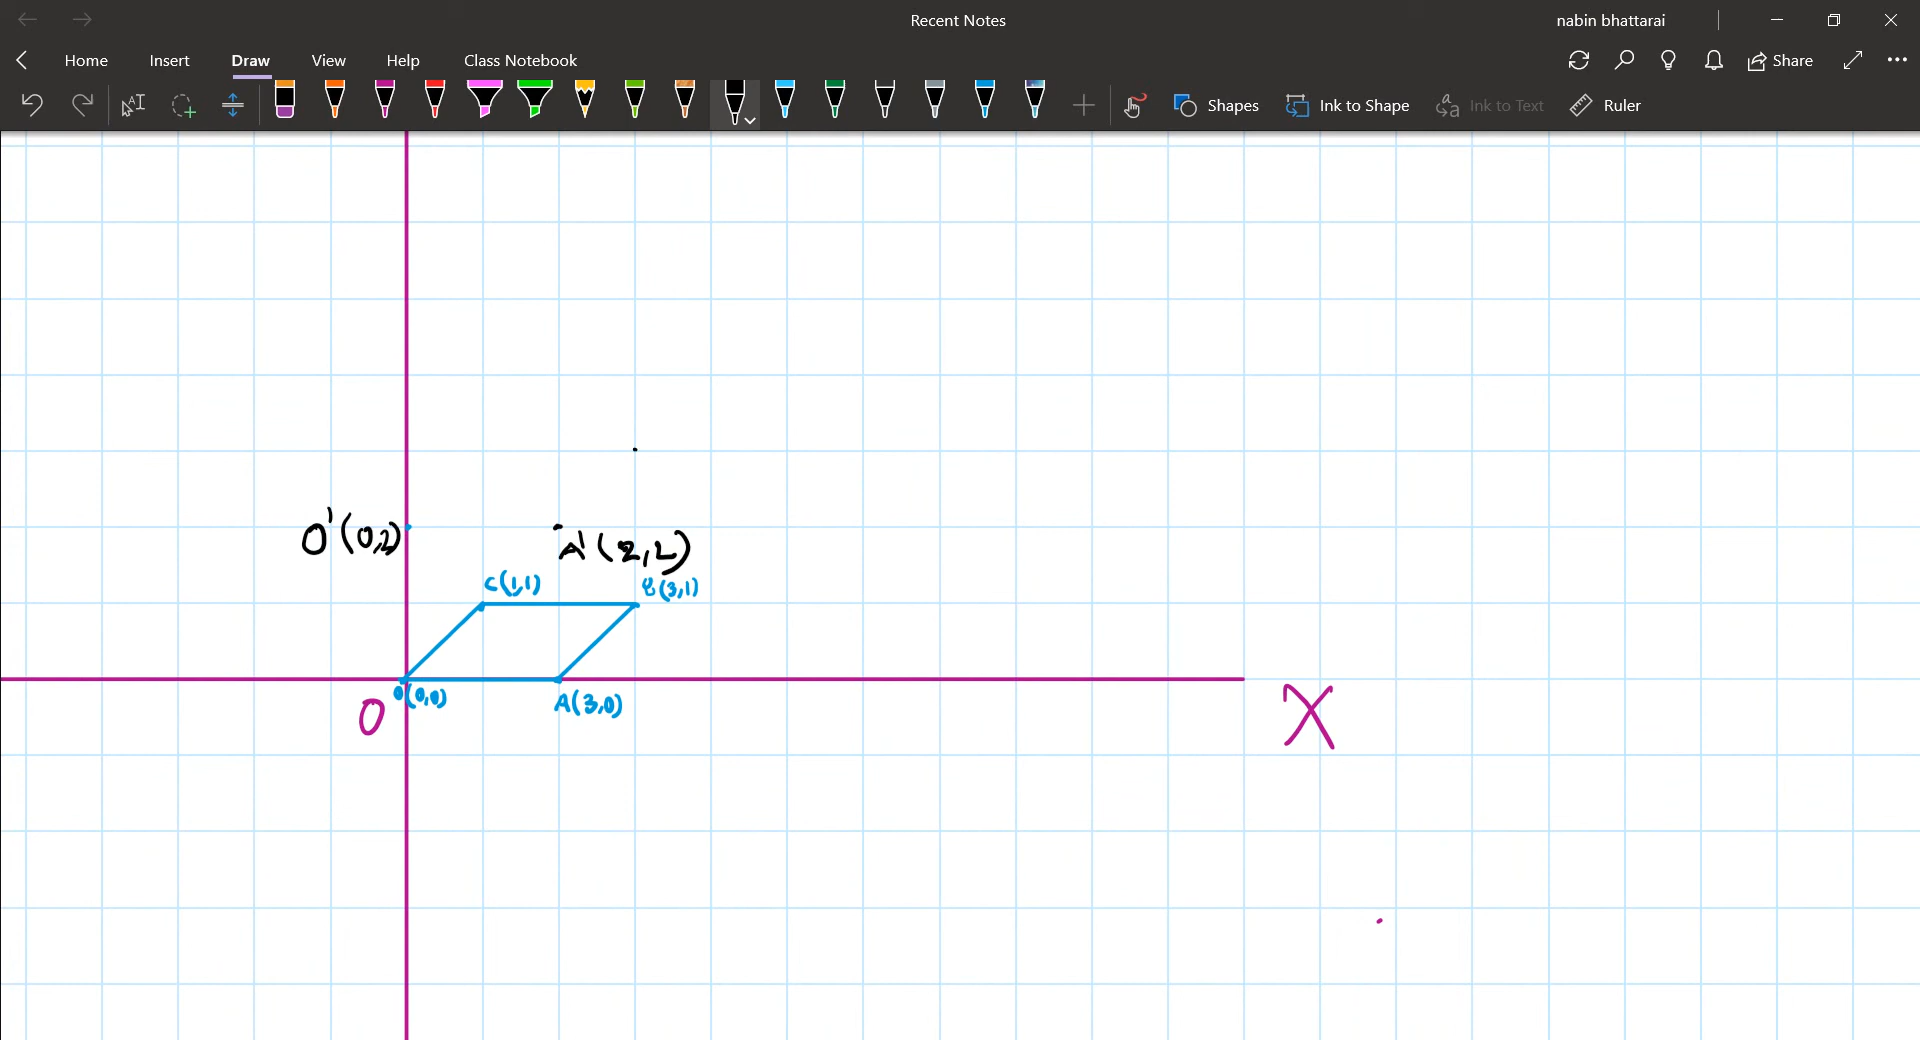 Recent Notes
nabin bhattarai
Home Insert Draw View Help Class Notebook
Share
Shapes Ink to Shape Ink to Text Ruler
O'(0,2)
A'(2,2)
C(1,1)
B(3,1)
O(0,0)
A(3,0)
O
X